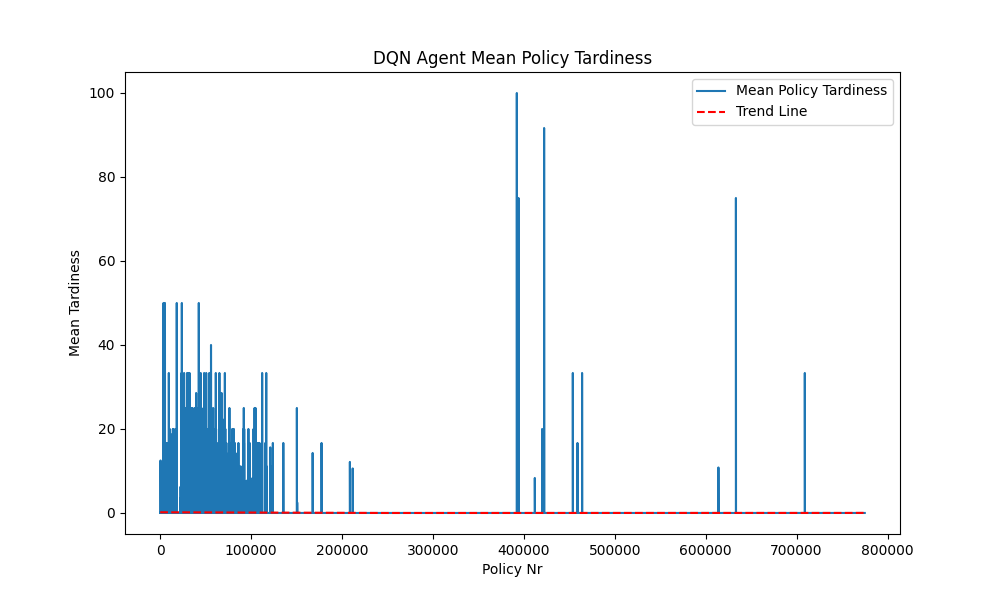 DQN Agent Mean Policy Tardiness
Mean Policy Tardiness
Trend Line
Mean Tardiness
100
80
60
40
20
0
0 100000 200000 300000 400000 500000 600000 700000 800000
Policy Nr